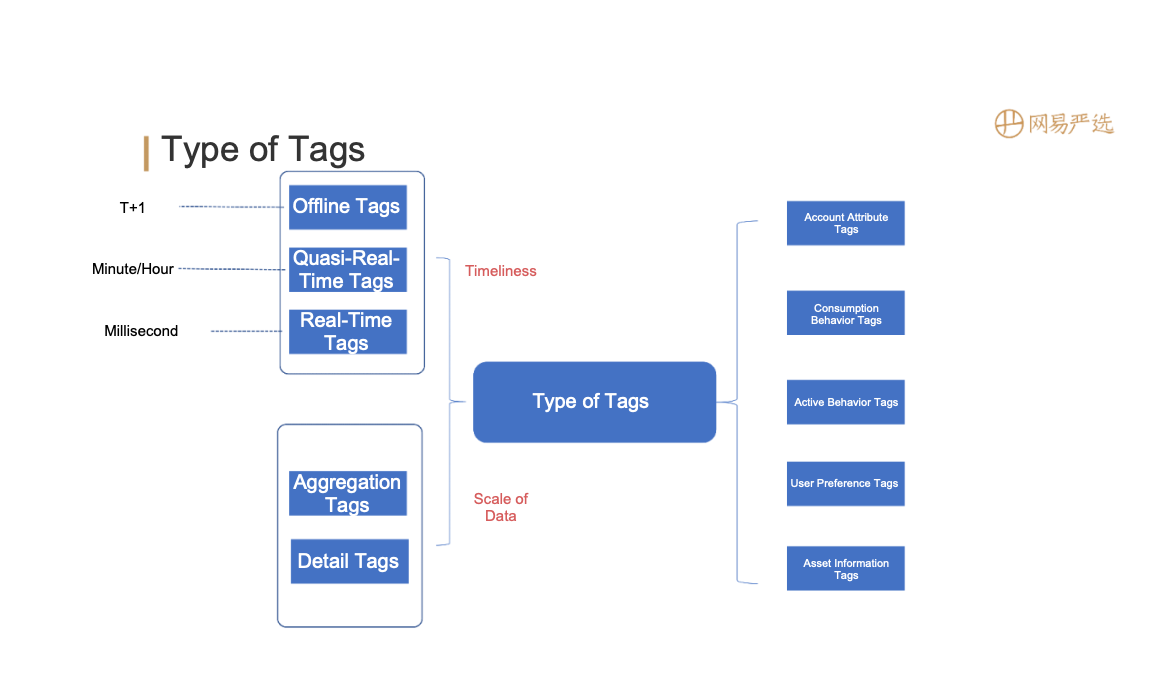 网易严选
Type of Tags
T+1
Offline Tags
Minute/Hour
Quasi-Real-
Time Tags
Millisecond
Real-Time
Tags
Timeliness
Aggregation
Tags
Detail Tags
Scale of
Data
Type of Tags
Account Attribute
Tags
Consumption
Behavior Tags
Active Behavior Tags
User Preference Tags
Asset Information
Tags